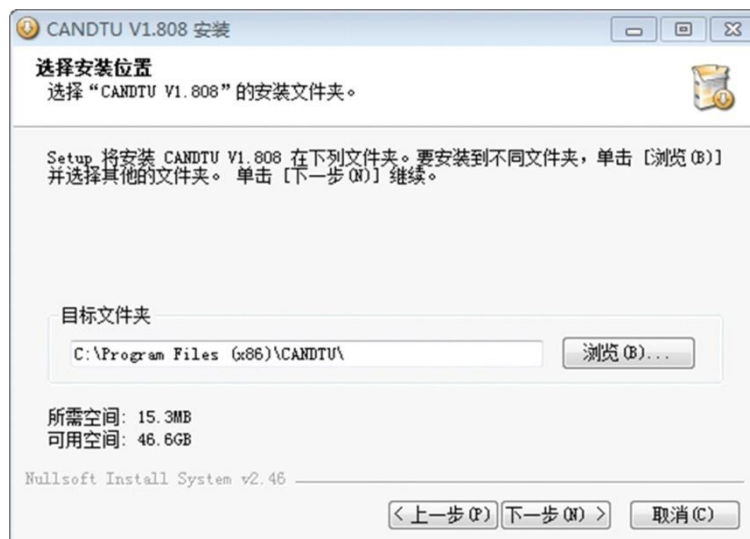 CANDTU V1.808 安装
选择安装位置
选择“CANDTU V1.808”的安装文件夹。
Setup 将安装 CANDTU V1.808 在下列文件夹。要安装到不同文件夹，单击 [浏览(B)]
并选择其他的文件夹。 单击 [下一步(N)] 继续。
目标文件夹
C:\Program Files (x86)\CANDTU\
浏览(B)...
所需空间: 15.3MB
可用空间: 46.6GB
Nullsoft Install System v2.46
< 上一步(P) 下一步(N) > 取消(C)